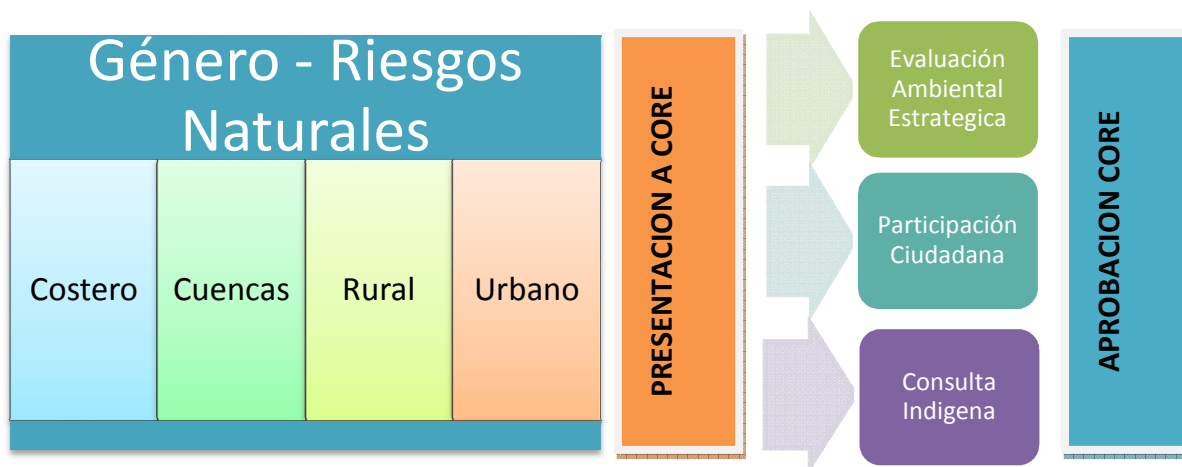 Género - Riesgos
Naturales
Costero
Cuencas
Rural
Urbano
PRESENTACION A CORE
Evaluación
Ambiental
Estrategica
Participación
Ciudadana
Consulta
Indigena
APROBACION CORE